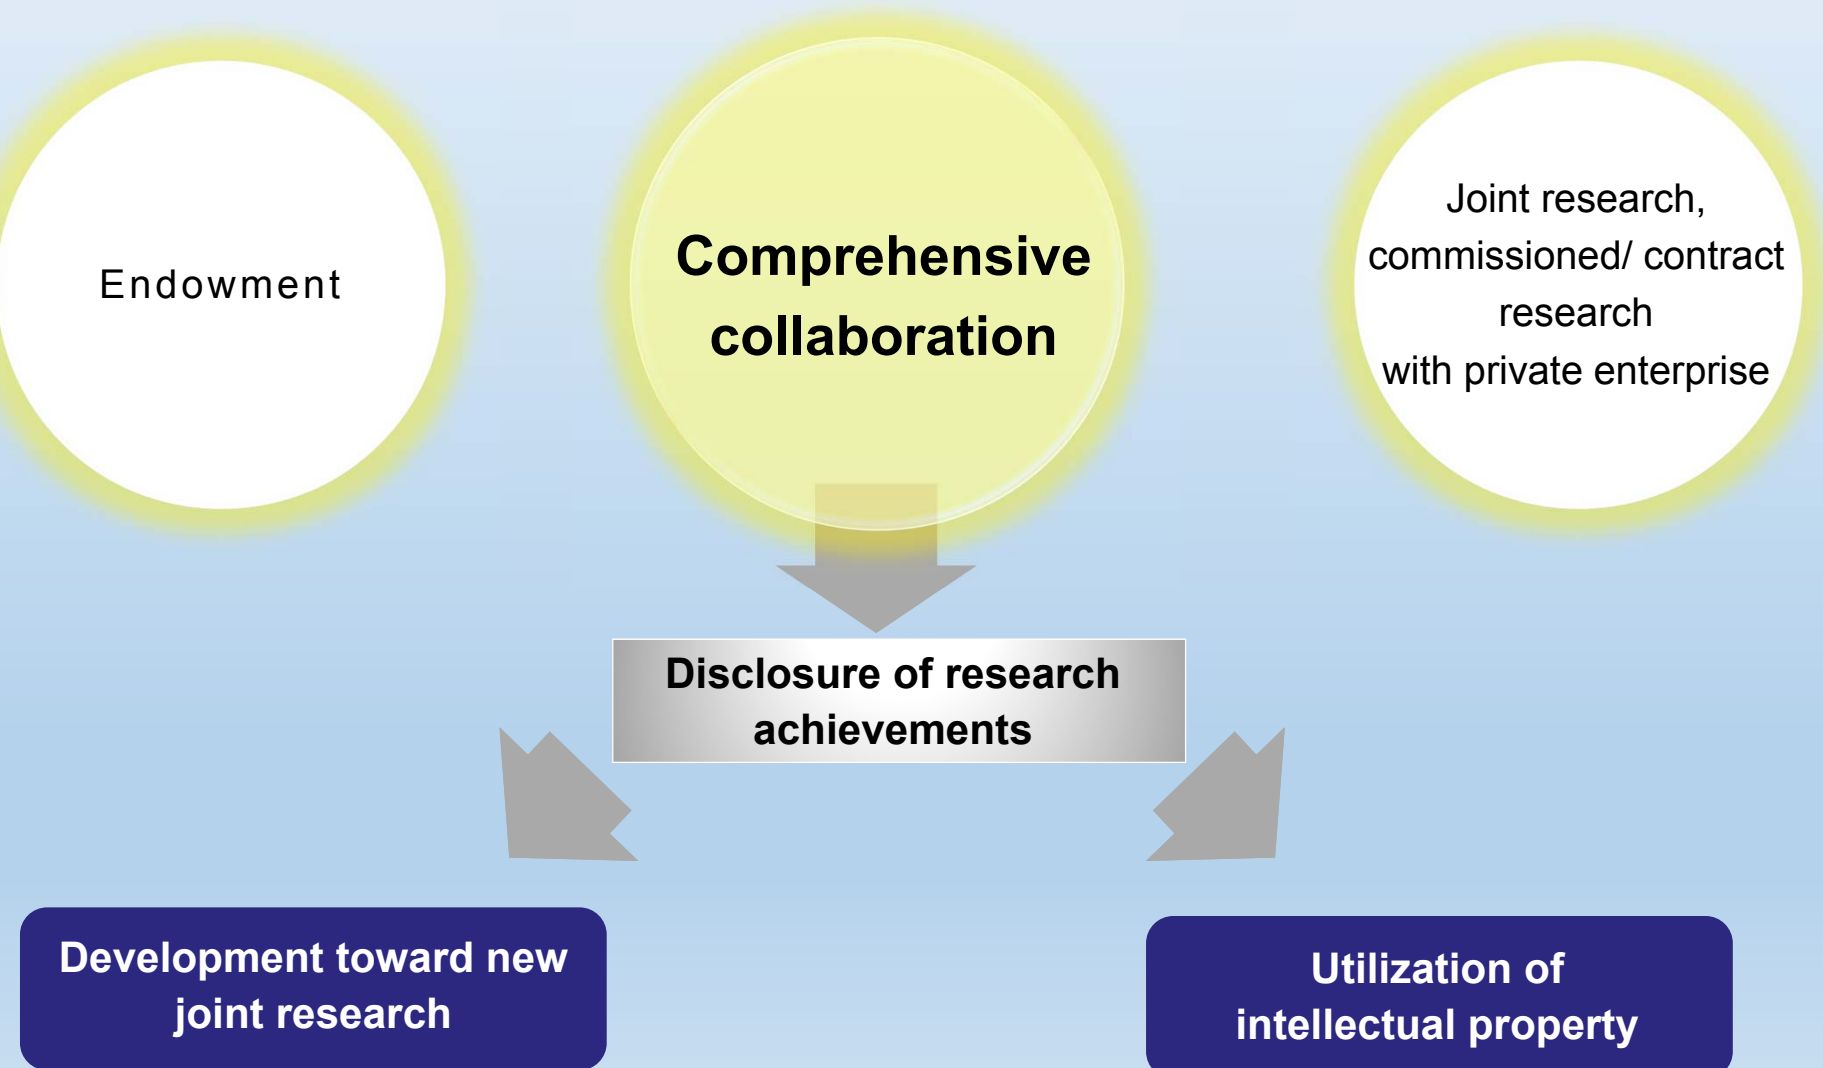 Endowment
Comprehensive
collaboration
Joint research,
commissioned/ contract
research
with private enterprise
Disclosure of research
achievements
Development toward new
joint research
Utilization of
intellectual property